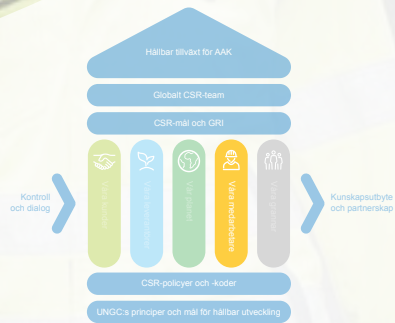 Hållbar tillväxt för AAK
Globalt CSR-team
CSR-mål och GRI
Kontroll
och dialog
Våra kunder
Våra leverantörer
Vår planet
Våra medarbetare
Våra grannar
Kunskapsutbyte
och partnerskap
CSR-policyer och -koder
UNGC:s principer och mål för hållbar utveckling